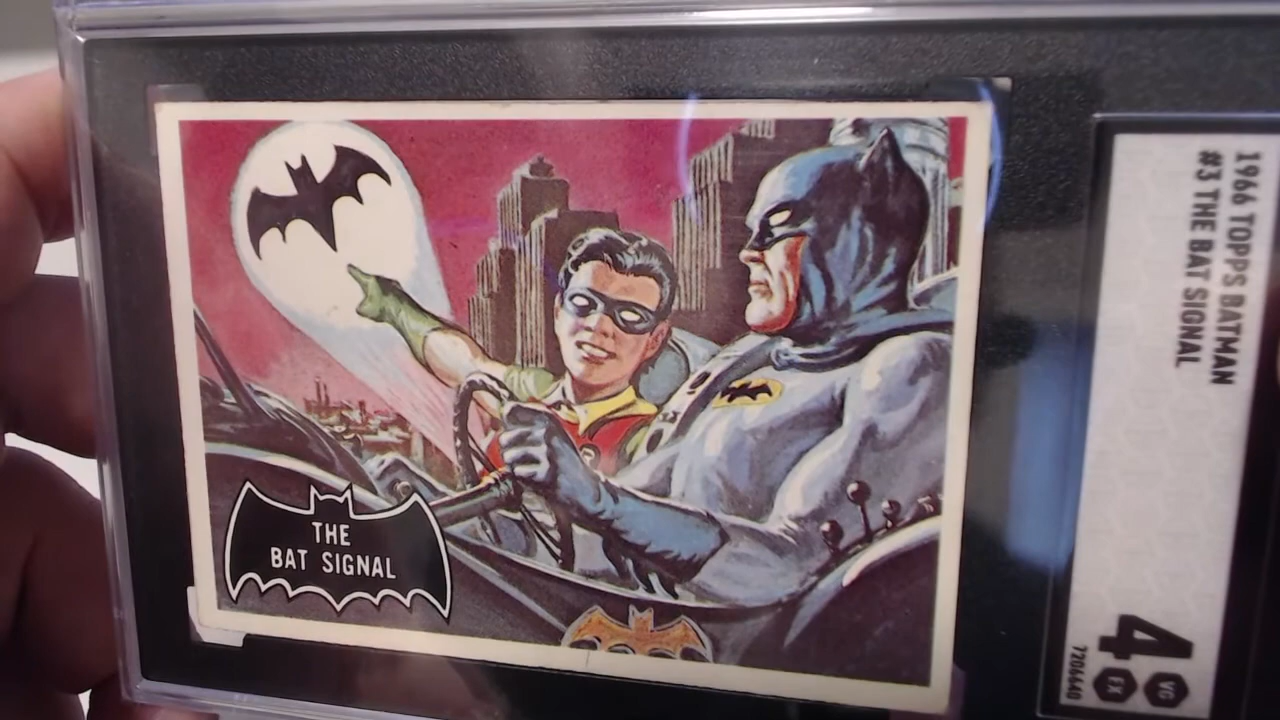 THE
BAT SIGNAL
1966 TOPPS BATMAN
#3 THE BAT SIGNAL
4
VG
EX
7206640